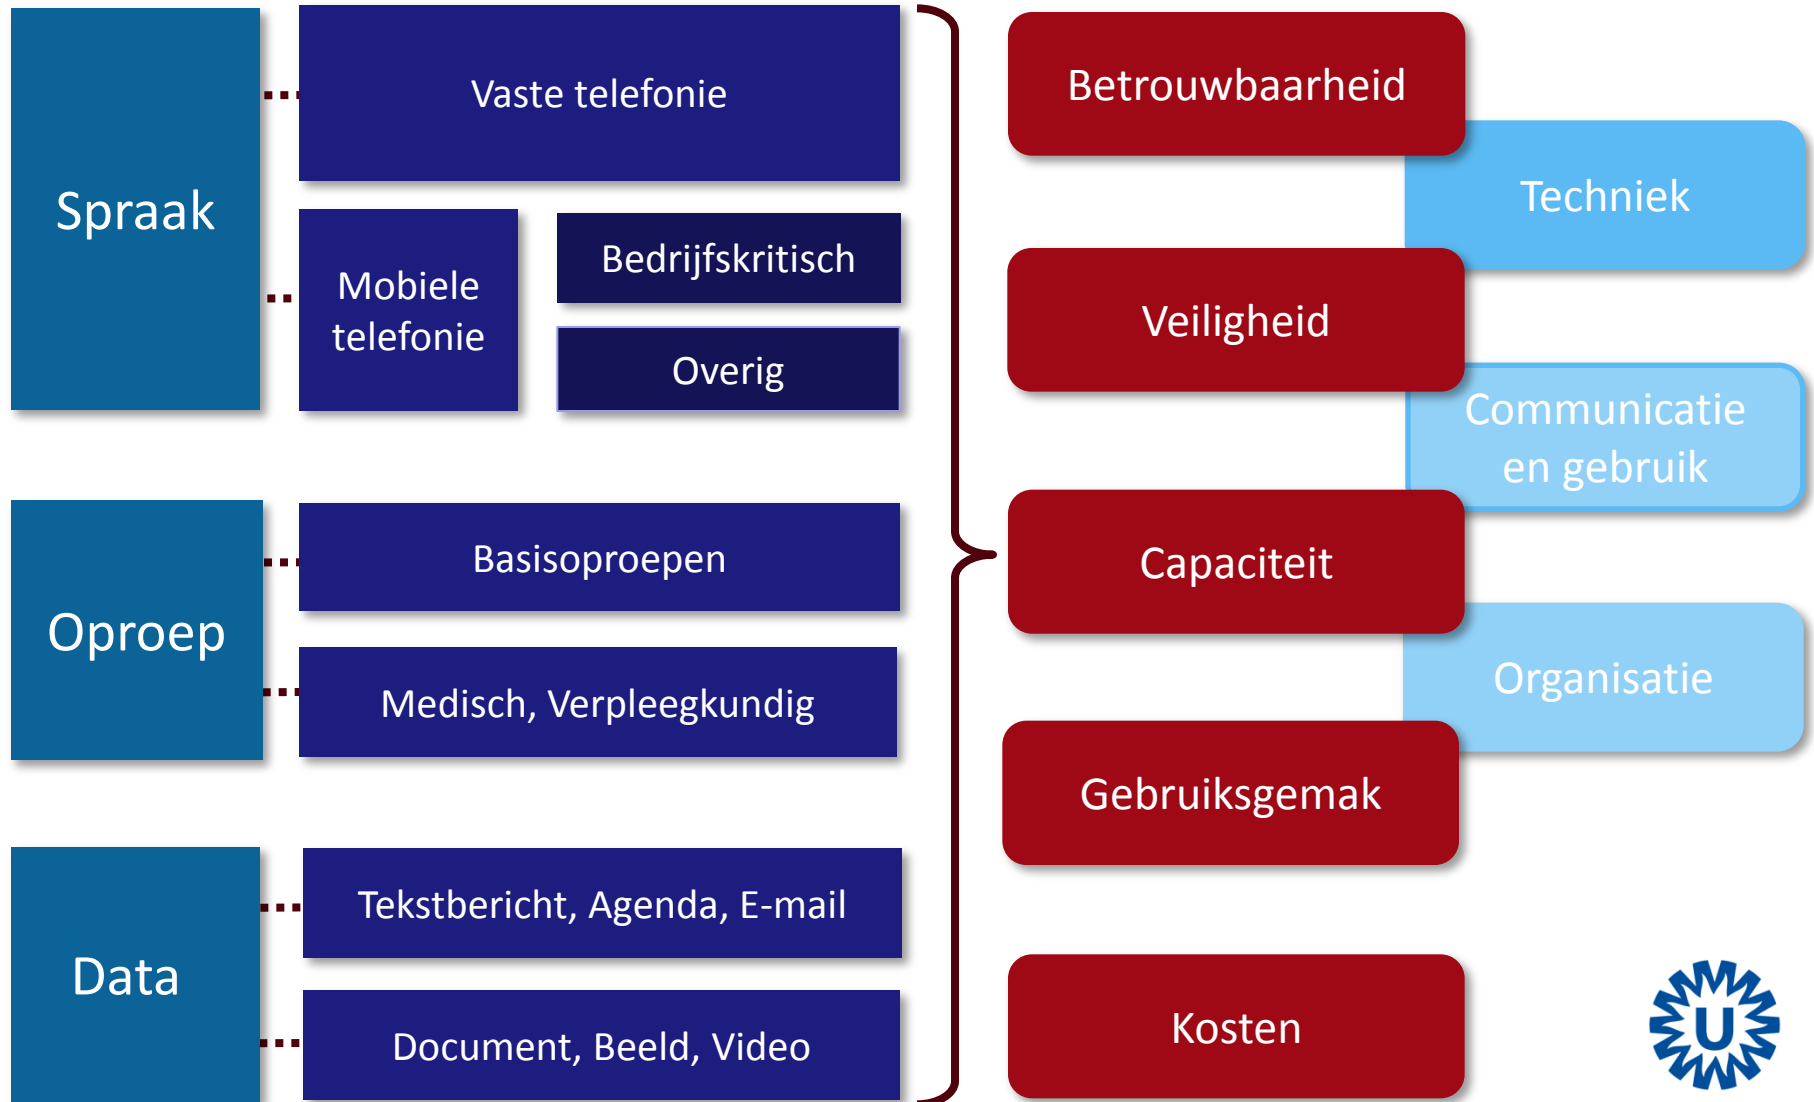 Spraak
Vaste telefonie
Mobiele
telefonie
Bedrijfskritisch
Overig
Oproep
Basisoproepen
Medisch, Verpleegkundig
Data
Tekstbericht, Agenda, E-mail
Document, Beeld, Video
Betrouwbaarheid
Techniek
Veiligheid
Communicatie
en gebruik
Capaciteit
Organisatie
Gebruiksgemak
Kosten
U